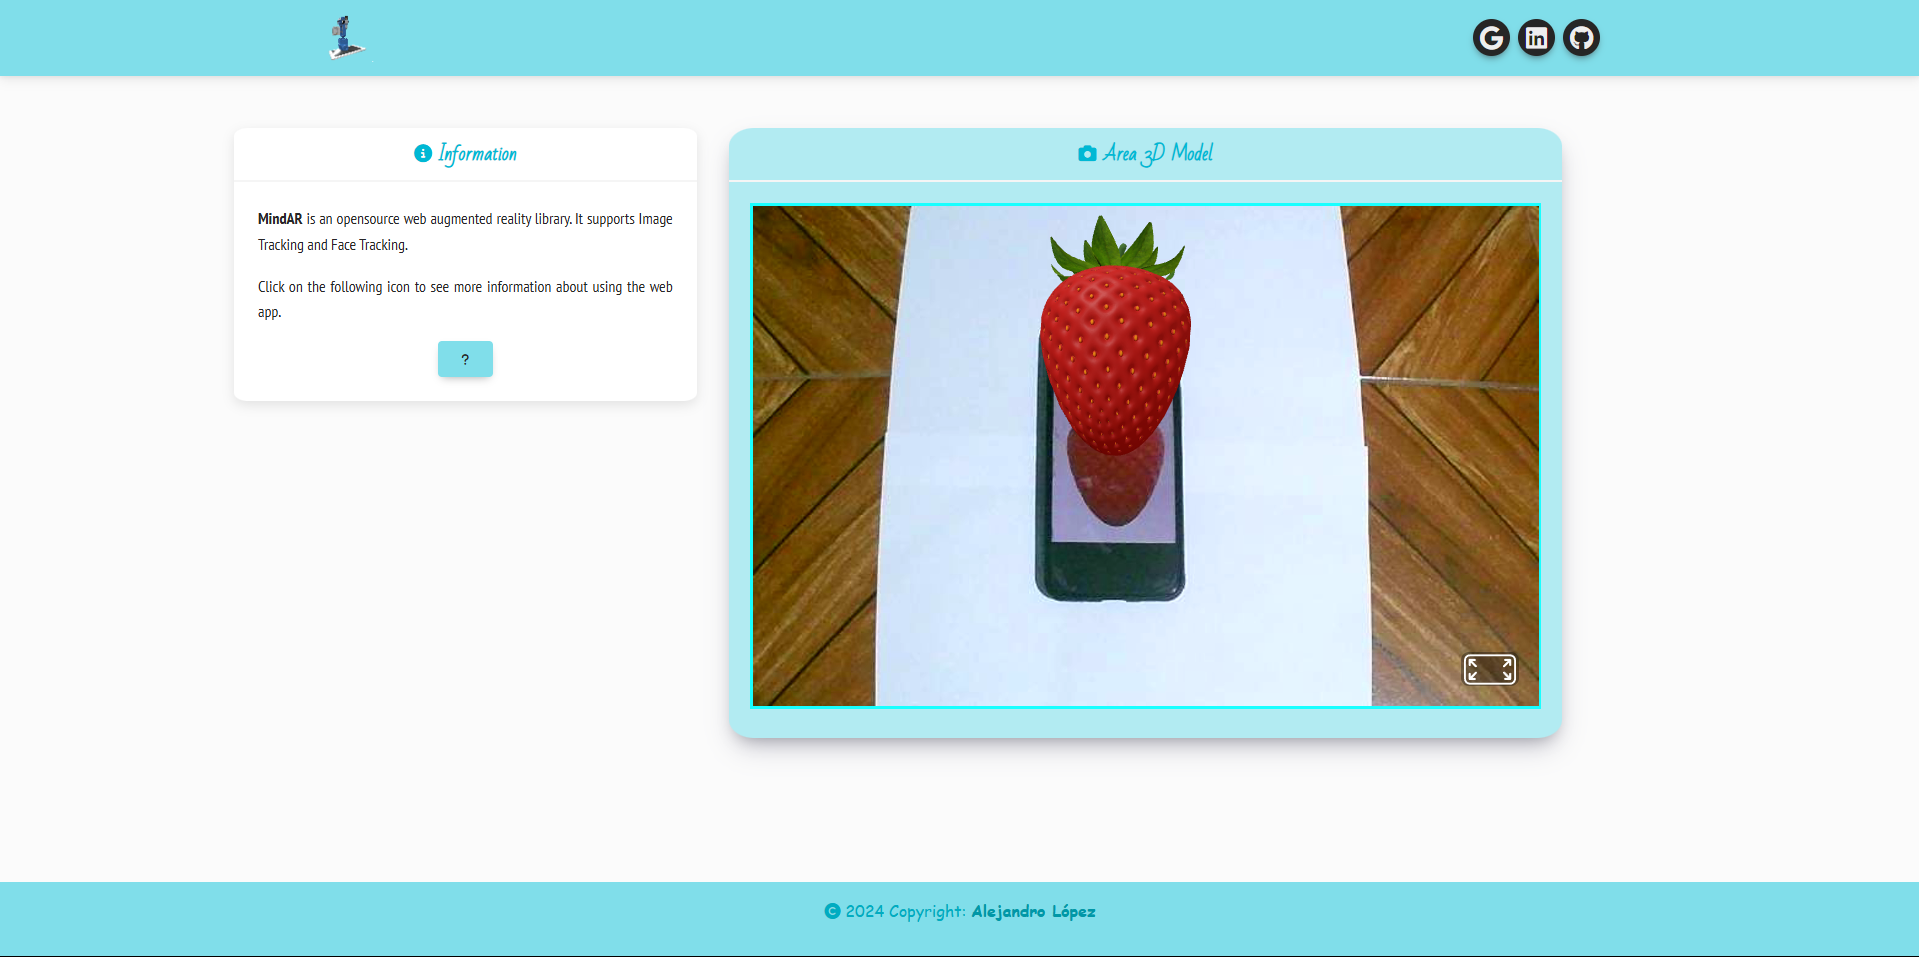 Information
MindAR is an opensource web augmented reality library. It supports Image
Tracking and Face Tracking.
Click on the following icon to see more information about using the web
app.
?
Area 3D Model
© 2024 Copyright: Alejandro López